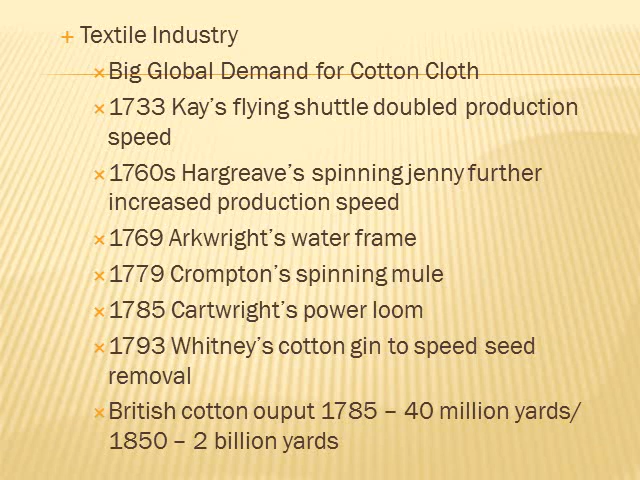 + Textile Industry
×Big Global Demand for Cotton Cloth
×1733 Kay’s flying shuttle doubled production
speed
×1760s Hargreave’s spinning jenny further
increased production speed
×1769 Arkwright’s water frame
×1779 Crompton’s spinning mule
×1785 Cartwright’s power loom
×1793 Whitney’s cotton gin to speed seed
removal
×British cotton ouput 1785 – 40 million yards/
1850 – 2 billion yards